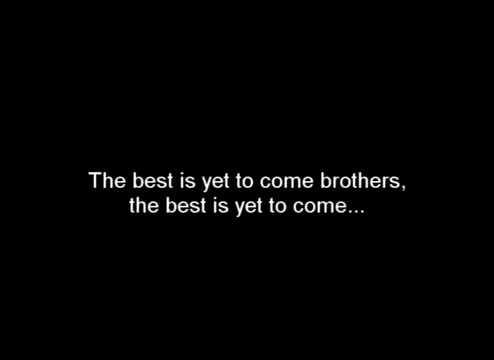 The best is yet to come brothers,
the best is yet to come...